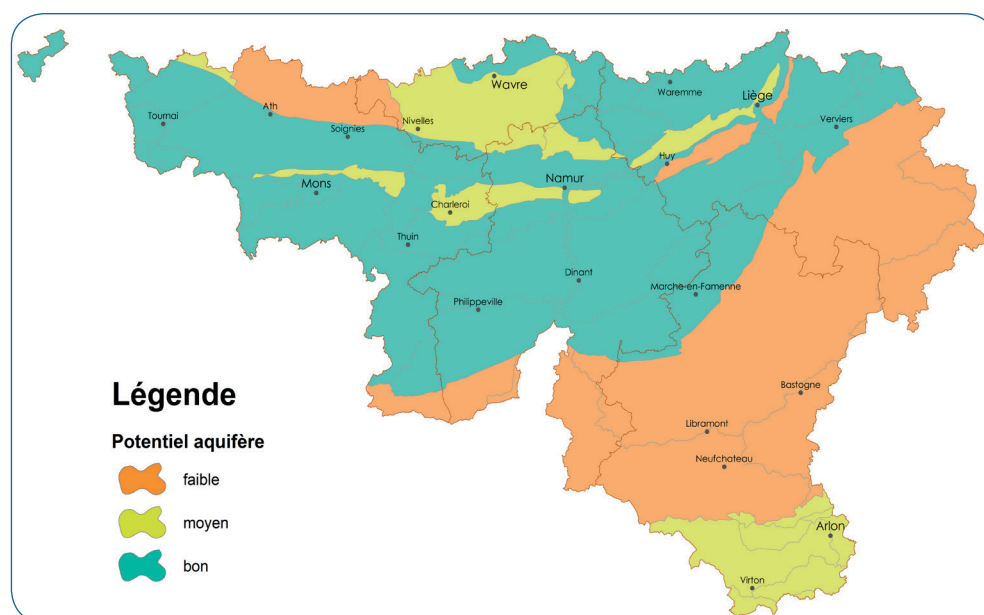 Wavre
Waremme
Liège
Tournai
Ath
Soignies
Nivelles
Verviers
Huy
Mons
Namur
Charleroi
Thuin
Dinant
Marche-en-Famenne
Philippeville
Légende
Bastogne
Potentiel aquifère
Libramont
Neufchateau
faible
moyen
Arlon
bon
Virton